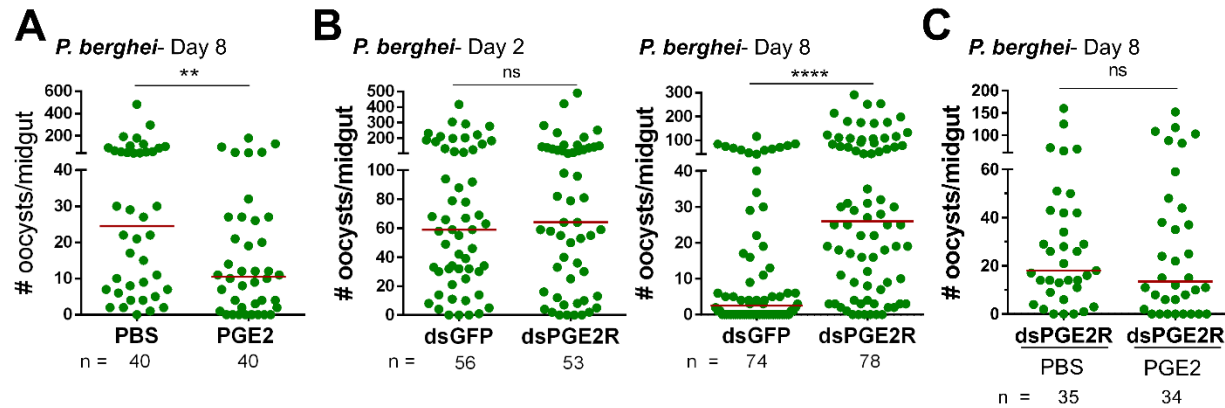 A
P. berghei- Day 8
**
# oocysts/midgut
600
400
200
40
30
20
10
0
PBS
PGE2
n =
40
40
B
P. berghei- Day 2
ns
# oocysts/midgut
500
400
300
200
100
100
80
60
40
20
0
dsGFP
dsPGE2R
n =
56
53
P. berghei- Day 8
****
# oocysts/midgut
300
200
100
40
30
20
10
0
dsGFP
dsPGE2R
74
78
C
P. berghei- Day 8
ns
# oocysts/midgut
200
150
100
50
60
40
20
0
dsPGE2R
dsPGE2R
PBS
PGE2
n =
35
34